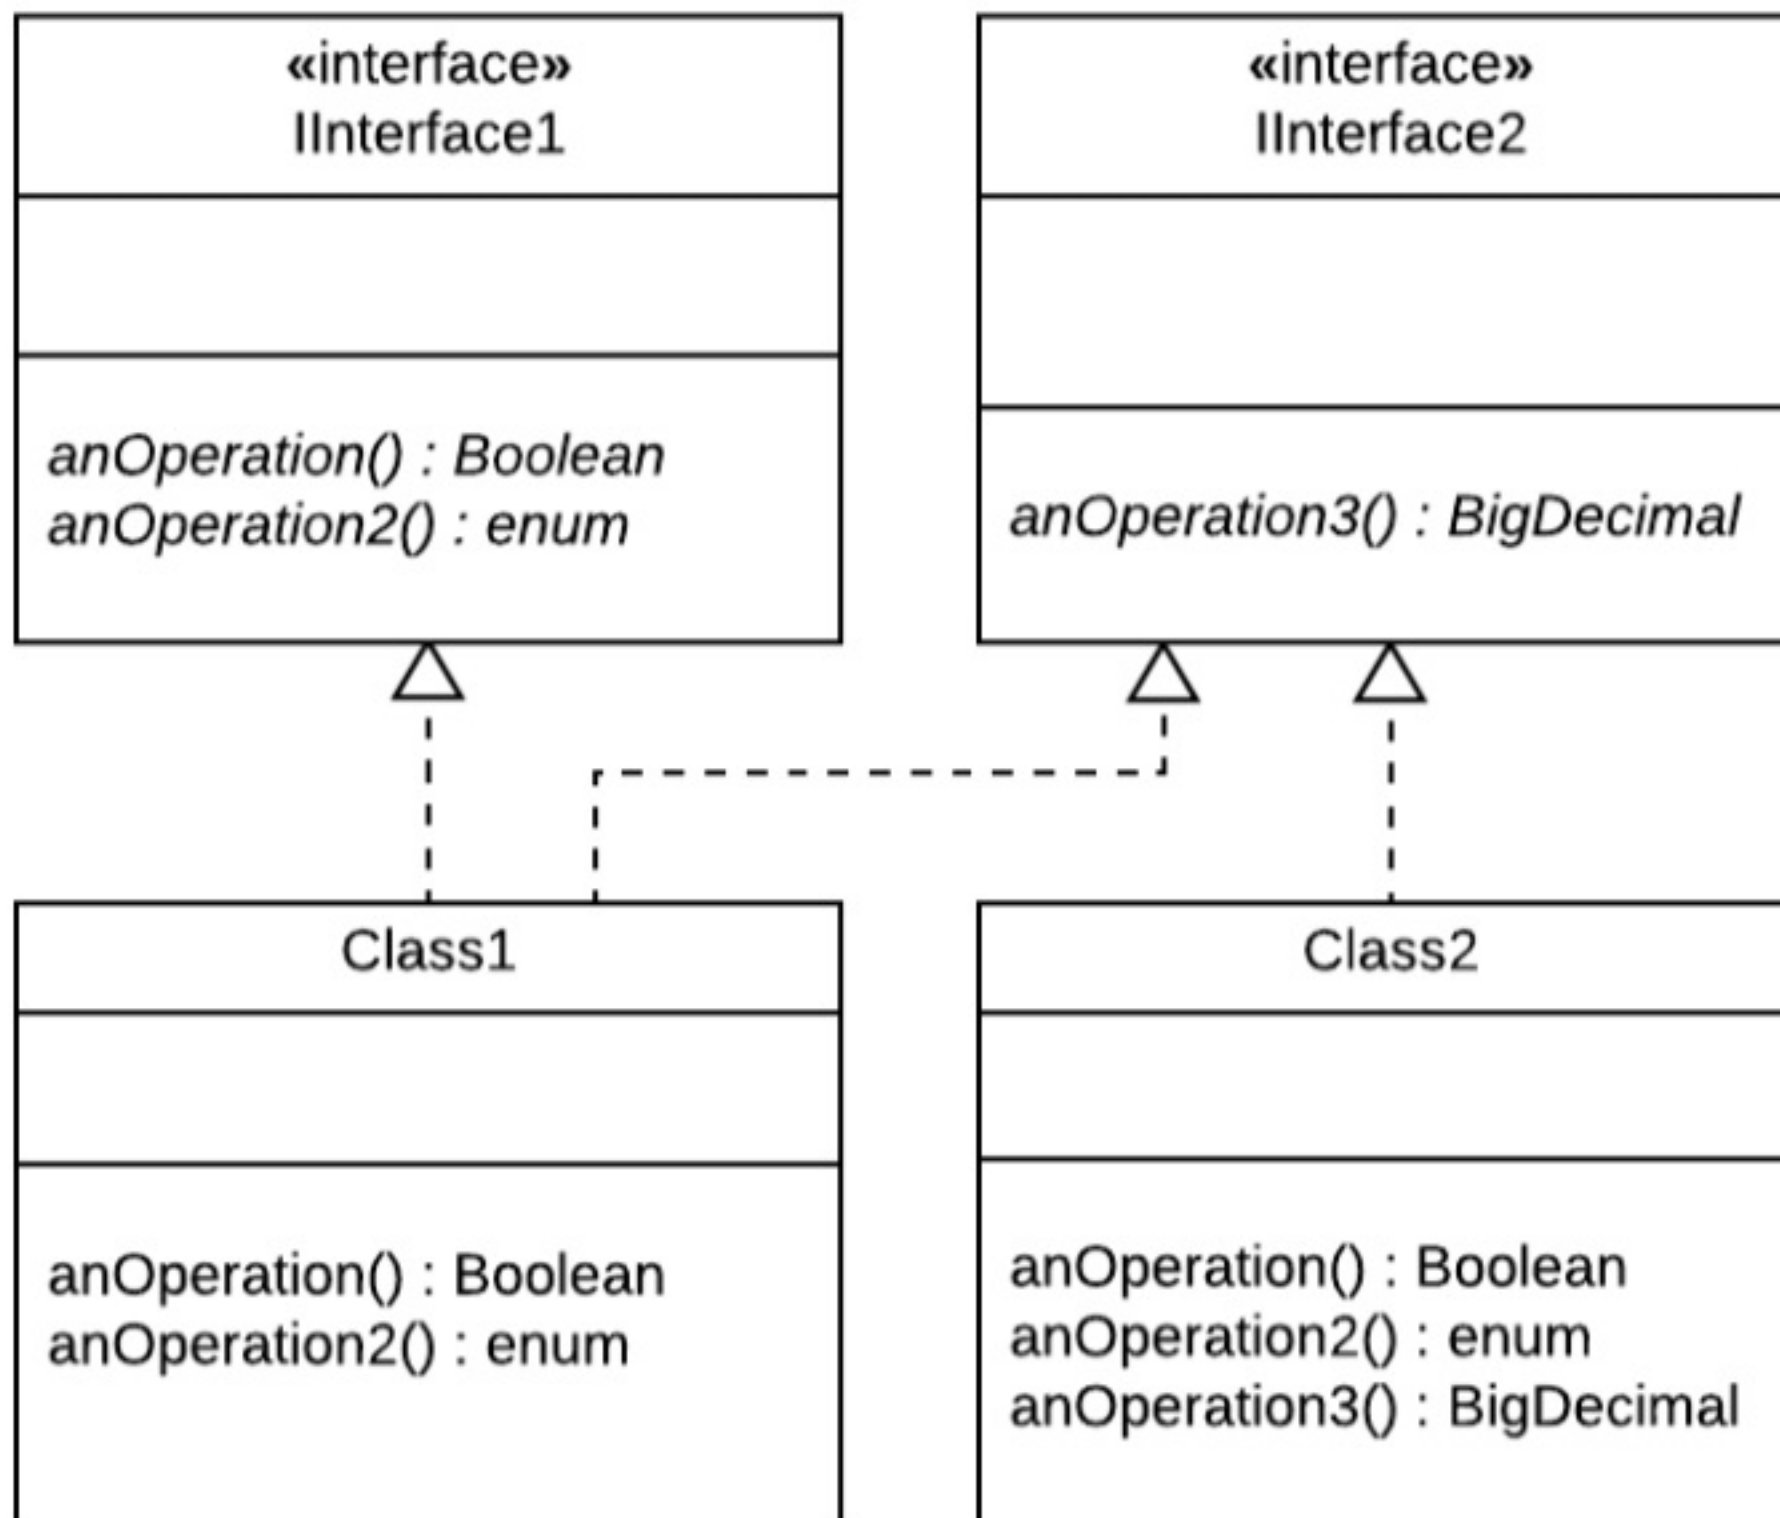 «interface»
IInterface1
anOperation() : Boolean
anOperation2() : enum
«interface»
IInterface2
anOperation3() : BigDecimal
Class1
anOperation() : Boolean
anOperation2() : enum
Class2
anOperation() : Boolean
anOperation2() : enum
anOperation3() : BigDecimal